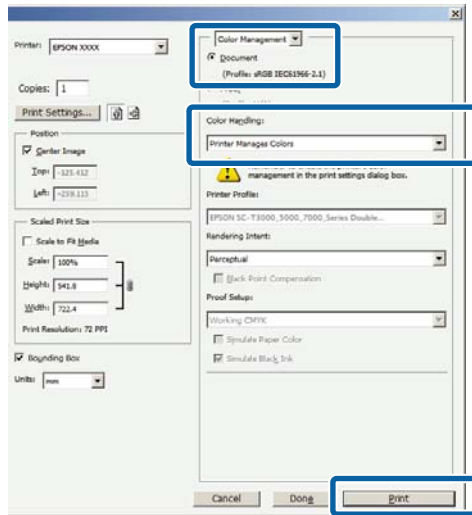 Printer: EPSON XXXX
Copies: 1
Print Settings...
Position
Center Image
Top: -125.412
Left: -239.113
Scaled Print Size
Scale to Fit Media
Scale: 100%
Height: 541.8
Width: 722.4
Print Resolution: 72 PPI
Bounding Box
Units: mm
Color Management
Document
(Profile: sRGB IEC61966-2.1)
Color Handling:
Printer Manages Colors
management in the print settings dialog box.
Printer Profile:
EPSON SC-T3000_5000_7000_Series Double...
Rendering Intent:
Perceptual
Black Point Compensation
Proof Setup:
Working CMYK
Simulate Paper Color
Simulate Black Ink
Cancel
Done
Print